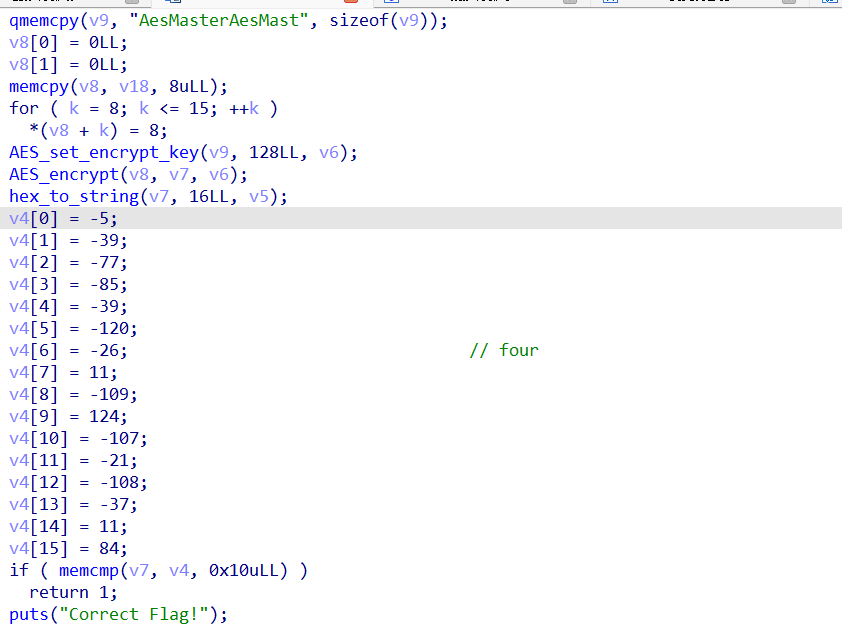 qmemcpy(v9, "AesMasterAesMast", sizeof(v9));
v8[0] = 0LL;
v8[1] = 0LL;
memcpy(v8, v18, 8uLL);
for ( k = 8; k <= 15; ++k )
  *(v8 + k) = 8;
AES_set_encrypt_key(v9, 128LL, v6);
AES_encrypt(v8, v7, v6);
hex_to_string(v7, 16LL, v5);
v4[0] = -5;
v4[1] = -39;
v4[2] = -77;
v4[3] = -85;
v4[4] = -39;
v4[5] = -120;
v4[6] = -26; // four
v4[7] = 11;
v4[8] = -109;
v4[9] = 124;
v4[10] = -107;
v4[11] = -21;
v4[12] = -108;
v4[13] = -37;
v4[14] = 11;
v4[15] = 84;
if ( memcmp(v7, v4, 0x10uLL) )
  return 1;
puts("Correct Flag!");